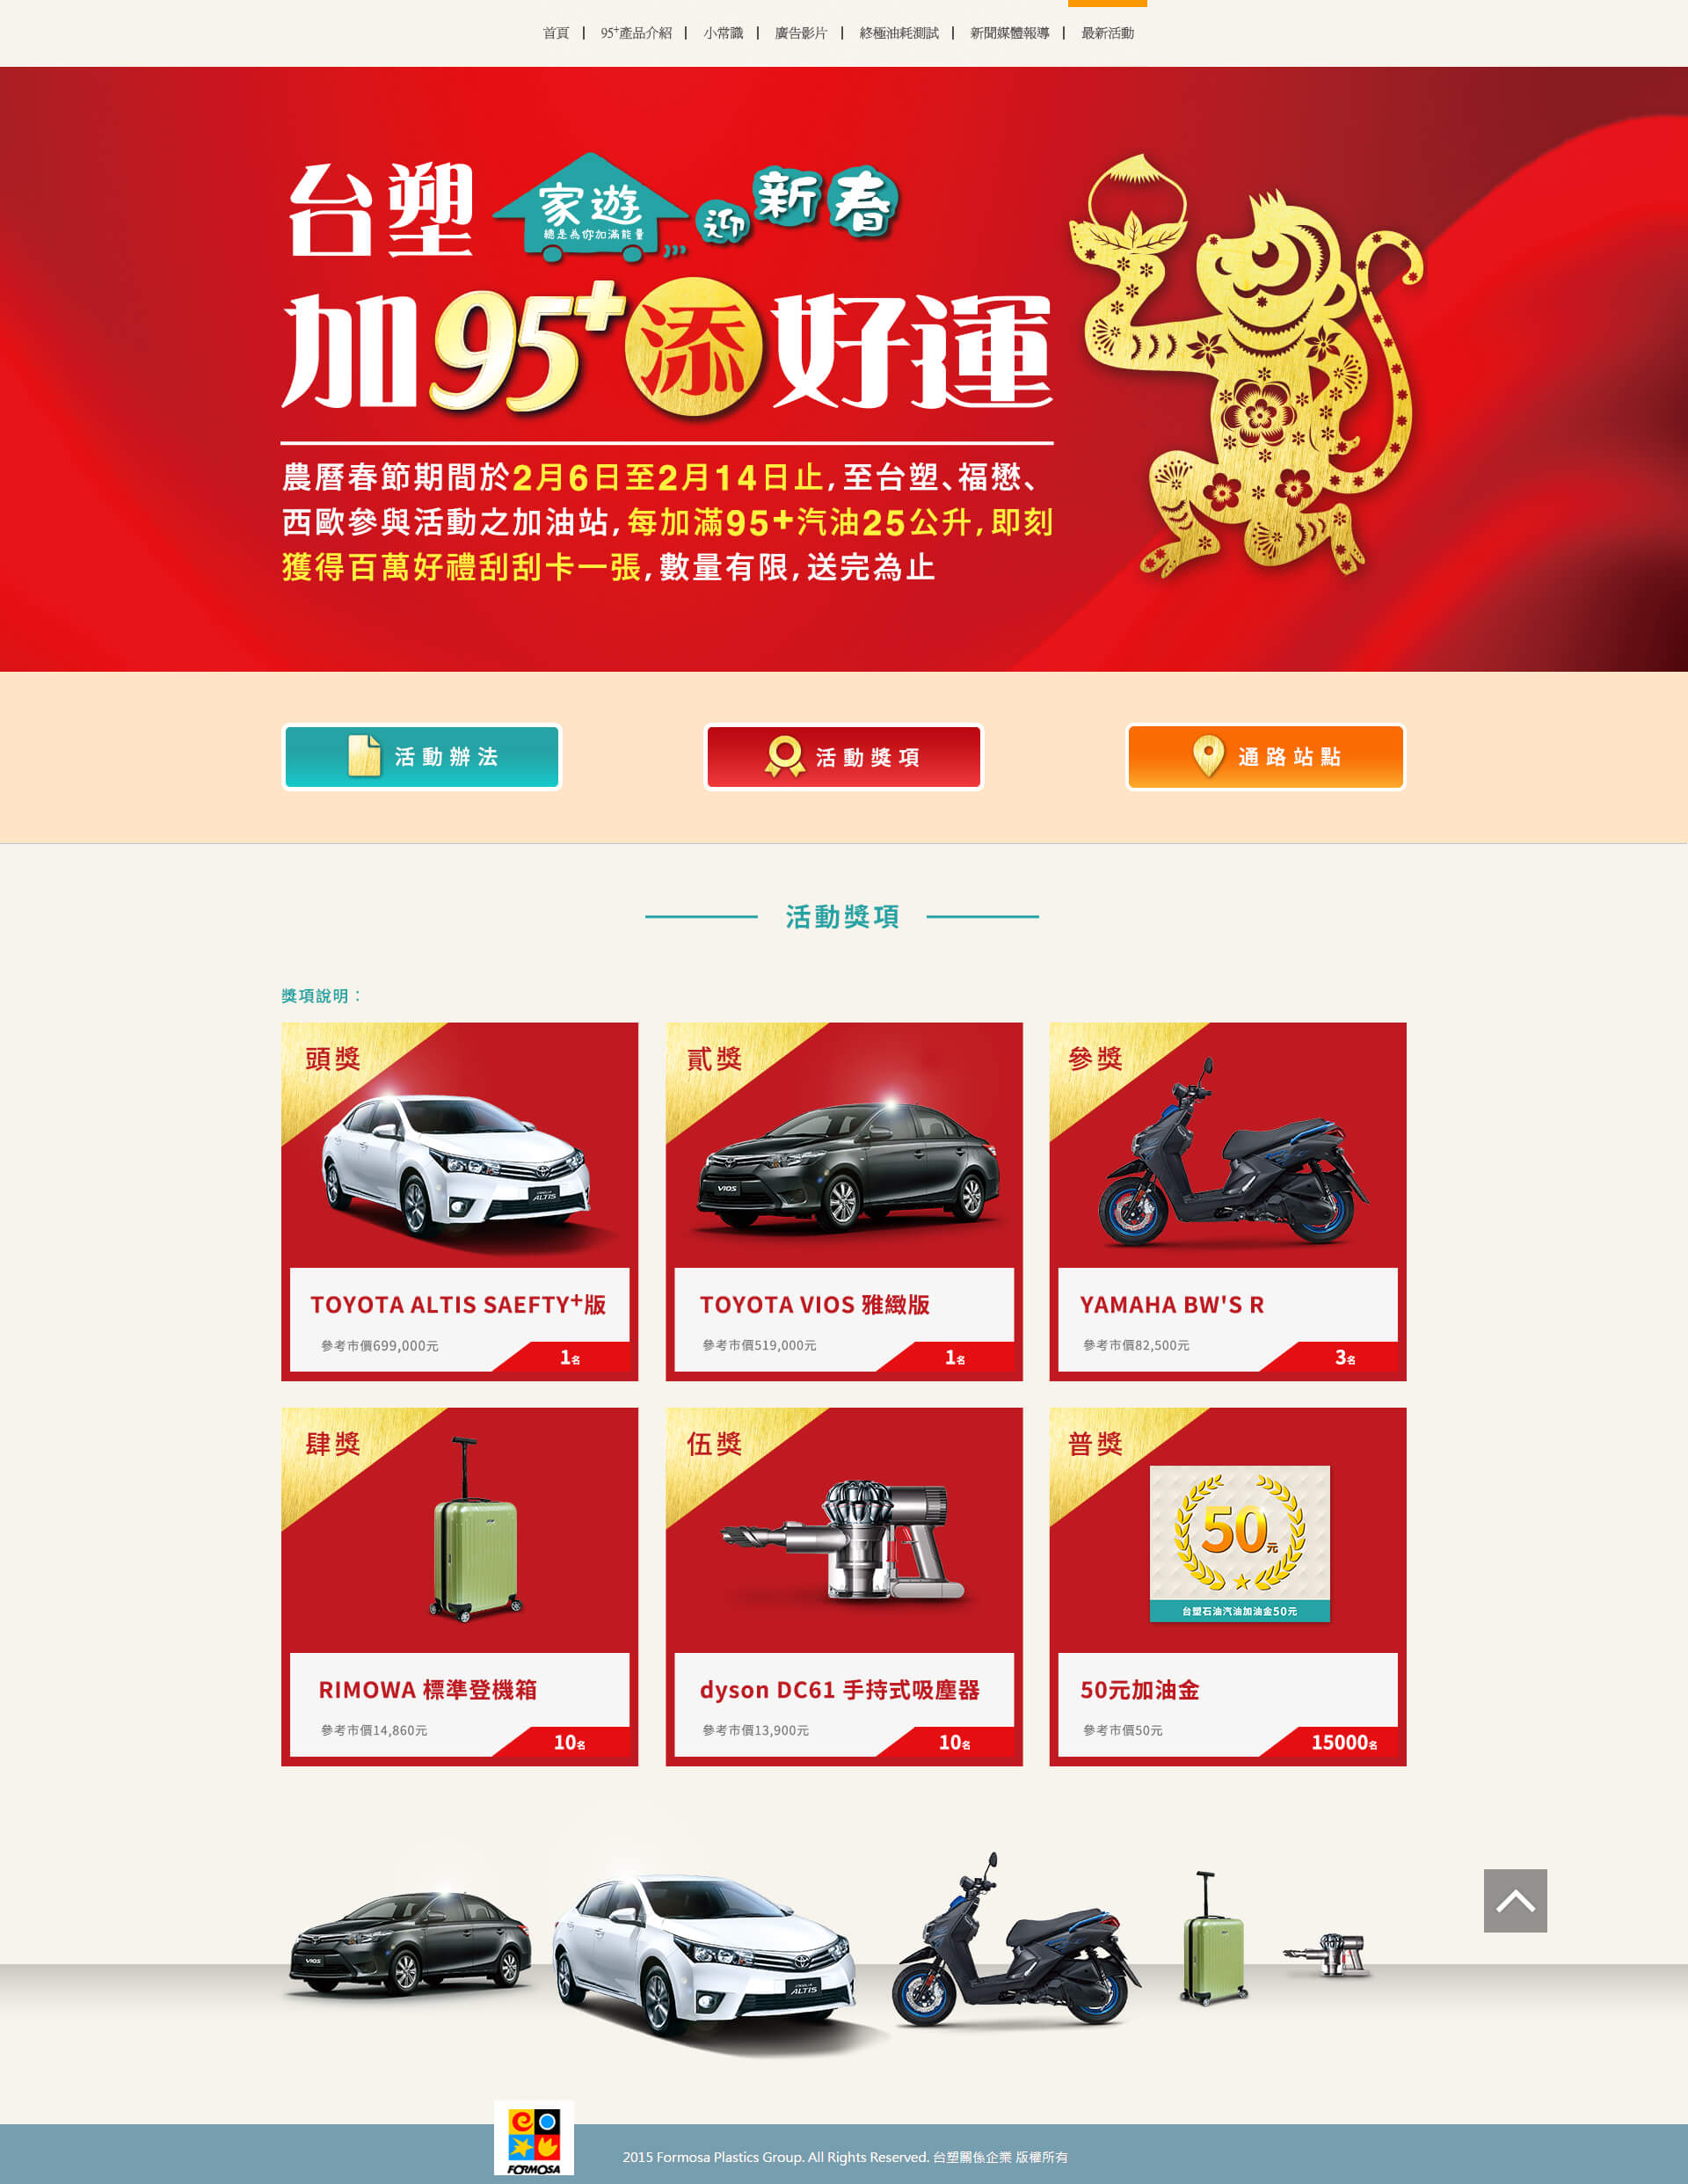 首頁 | 95⁺產品介紹 | 小常識 | 廣告影片 | 終極油耗測試 | 新聞媒體報導 | 最新活動
台塑 家遊 迎新春
總是為你加滿能量
加95⁺添好運
農曆春節期間於2月6日至2月14日止,至台塑、福懋、
西歐參與活動之加油站,每加滿95+汽油25公升,即刻
獲得百萬好禮刮刮卡一張,數量有限,送完為止
活動辦法
活動獎項
通路站點
活動獎項
獎項說明：
頭獎
ALTIS
TOYOTA ALTIS SAEFTY⁺版
參考市價699,000元
1名
貳獎
VIOS
TOYOTA VIOS 雅緻版
參考市價519,000元
1名
參獎
YAMAHA BW'S R
參考市價82,500元
3名
肆獎
RIMOWA 標準登機箱
參考市價14,860元
10名
伍獎
dyson DC61 手持式吸塵器
參考市價13,900元
10名
普獎
50元
台塑石油汽油加油金50元
50元加油金
參考市價50元
15000名
VIOS
ALTIS
FORMOSA
2015 Formosa Plastics Group. All Rights Reserved. 台塑關係企業 版權所有